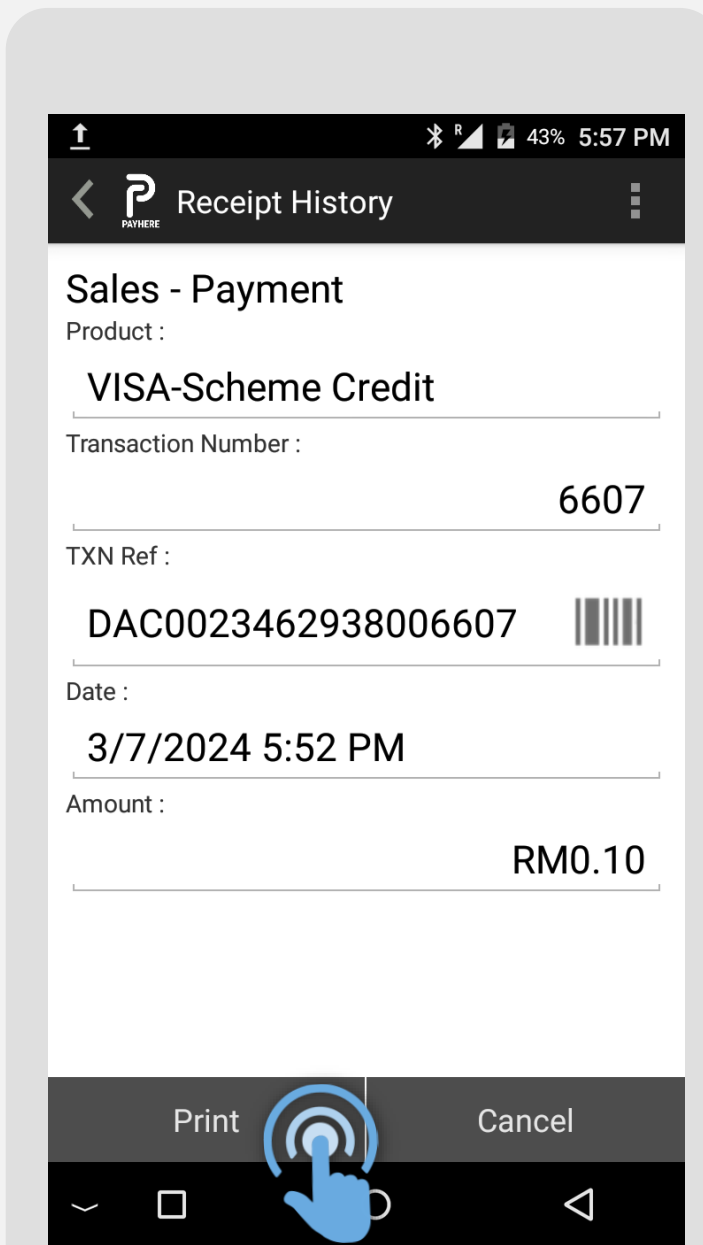 R 43% 5:57 PM
PAYHERE Receipt History
Sales - Payment
Product :
VISA-Scheme Credit
Transaction Number :
6607
TXN Ref :
DAC0023462938006607
Date :
3/7/2024 5:52 PM
Amount :
RM0.10
Print Cancel